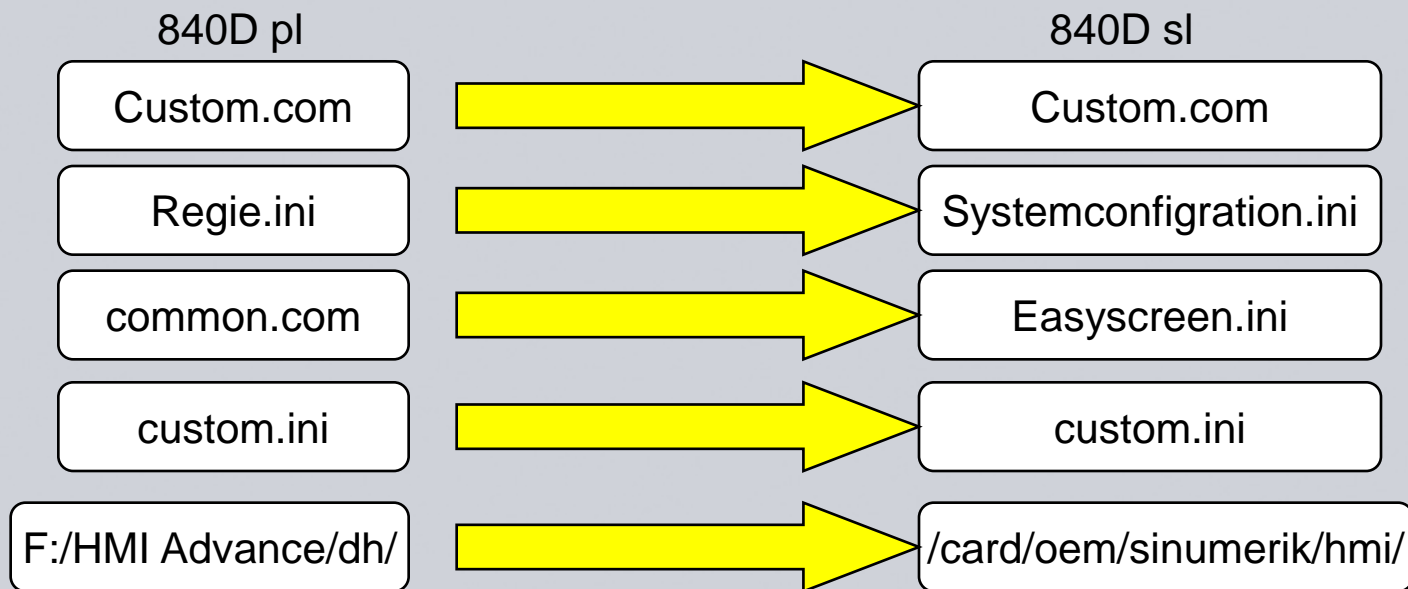 840D pl 840D sl
Custom.com Custom.com
Regie.ini Systemconfigration.ini
common.com Easyscreen.ini
custom.ini custom.ini
F:/HMI Advance/dh/ /card/oem/sinumerik/hmi/